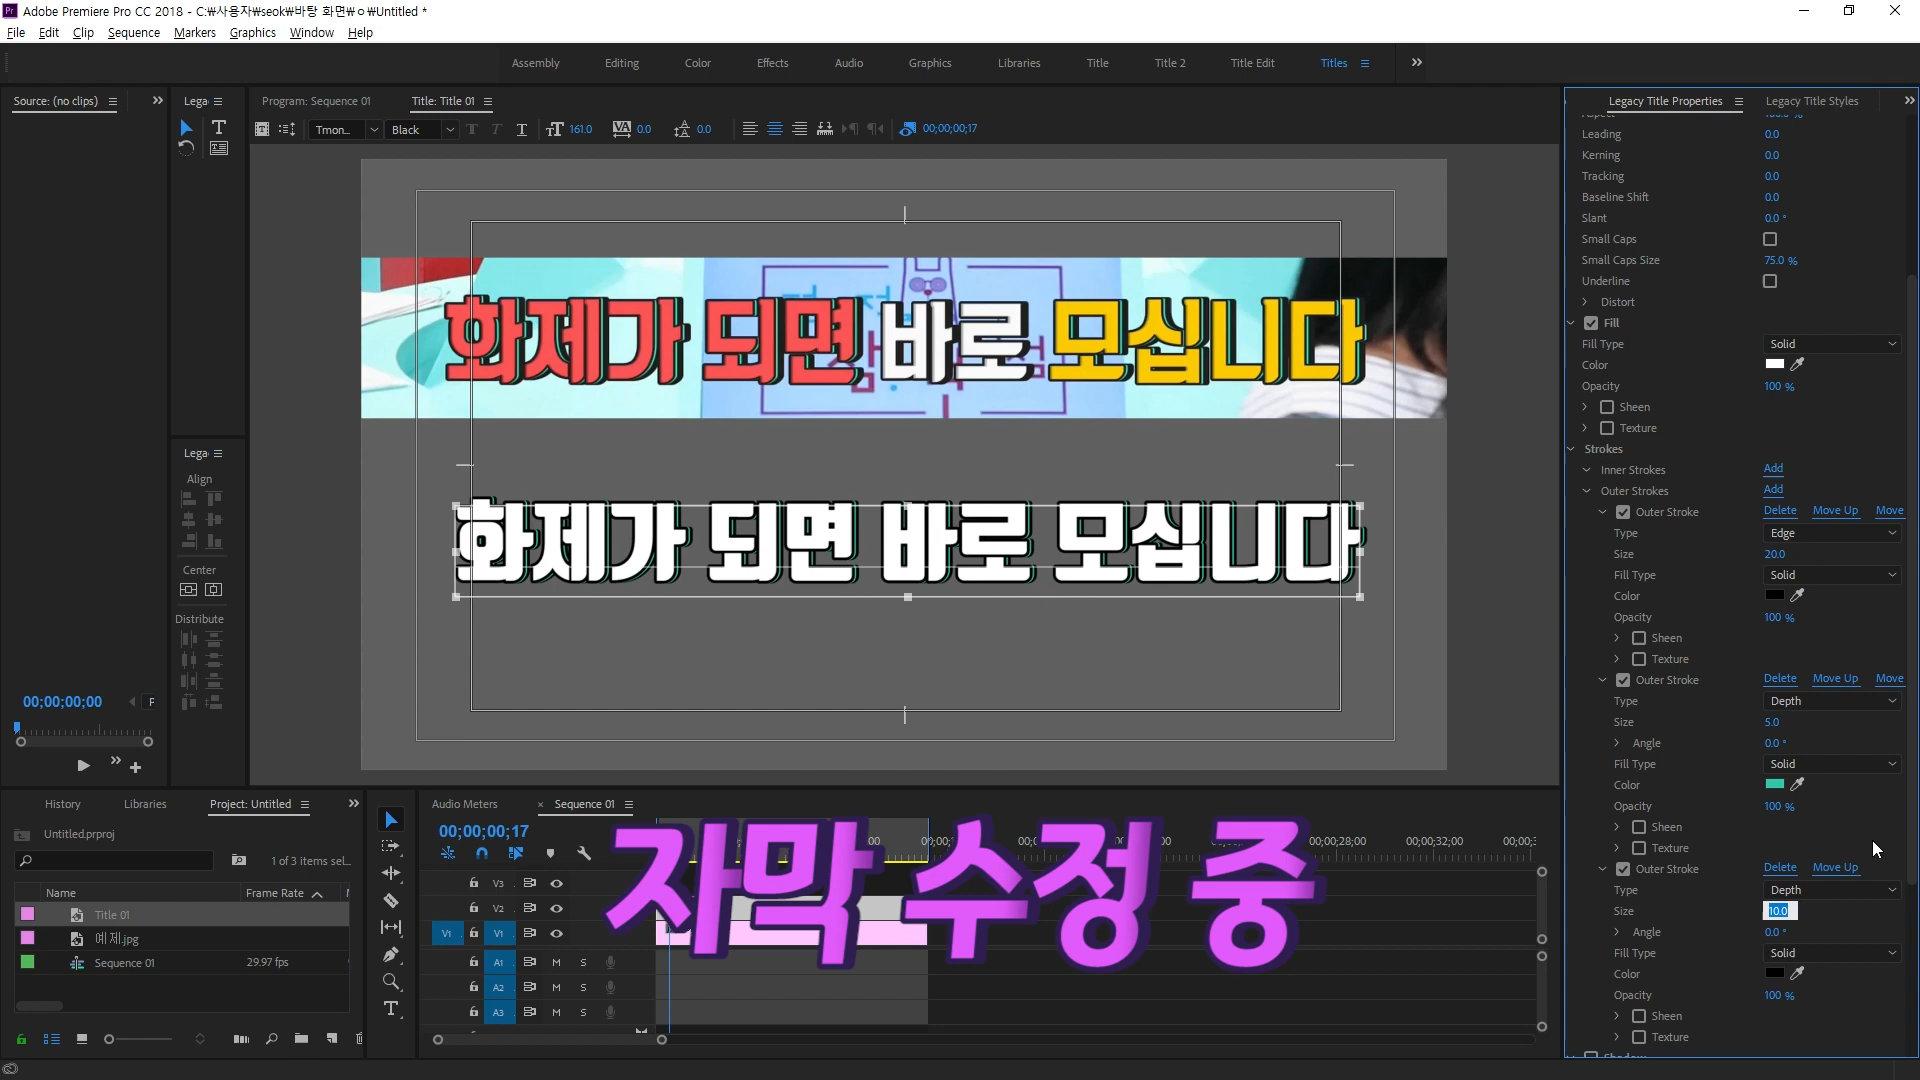 Adobe Premiere Pro CC 2018 - C:₩사용자₩seok₩바탕 화면₩ㅇ₩Untitled *
File Edit Clip Sequence Markers Graphics Window Help
Assembly Editing Color Effects Audio Graphics Libraries Title Title 2 Title Edit Titles
Source: (no clips)
Lega
Program: Sequence 01 Title: Title 01
Tmon... Black 161.0 0.0 0.0 00;00;00;17
화제가 되면 바로 모십니다
화제가 되면 바로 모십니다
Lega
Align
Center
Distribute
00;00;00;00
Legacy Title Properties Legacy Title Styles
Leading 0.0
Kerning 0.0
Tracking 0.0
Baseline Shift 0.0
Slant 0.0 °
Small Caps
Small Caps Size 75.0 %
Underline
Distort
Fill
Fill Type Solid
Color
Opacity 100 %
Sheen
Texture
Strokes
Inner Strokes Add
Outer Strokes Add
Outer Stroke Delete Move Up Move
Type Edge
Size 20.0
Fill Type Solid
Color
Opacity 100 %
Sheen
Texture
Outer Stroke Delete Move Up Move
Type Depth
Size 5.0
Angle 0.0 °
Fill Type Solid
Color
Opacity 100 %
Sheen
Texture
Outer Stroke Delete Move Up
Type Depth
Size 10.0
Angle 0.0 °
Fill Type Solid
Color
Opacity 100 %
Sheen
Texture
History Libraries Project: Untitled
Untitled.prproj
1 of 3 items sel...
Name Frame Rate
Title 01
예제.jpg
Sequence 01 29.97 fps
Audio Meters × Sequence 01
00;00;00;17
00;00;28;00 00;00;32;00
V3
V2
V1 V1
A1 M S
A2 M S
A3 M S
자막 수정 중